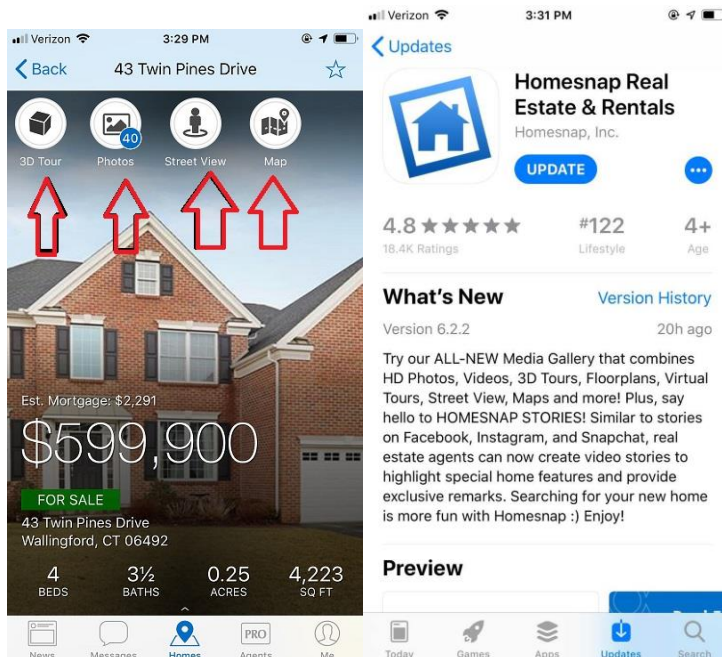 Verizon
3:29 PM
Back
43 Twin Pines Drive
40
3D Tour
Photos
Street View
Map
Est. Mortgage: $2,291
$599,900
FOR SALE
43 Twin Pines Drive
Wallingford, CT 06492
4
3½
0.25
4,223
BEDS
BATHS
ACRES
SQ FT
PRO
News
Messages
Homes
Agents
Me
Verizon
3:31 PM
Updates
Homesnap Real
Estate & Rentals
Homesnap, Inc.
UPDATE
4.8 ★★★★★
#122
4+
18.4K Ratings
Lifestyle
Age
What's New
Version History
Version 6.2.2
20h ago
Try our ALL-NEW Media Gallery that combines
HD Photos, Videos, 3D Tours, Floorplans, Virtual
Tours, Street View, Maps and more! Plus, say
hello to HOMESNAP STORIES! Similar to stories
on Facebook, Instagram, and Snapchat, real
estate agents can now create video stories to
highlight special home features and provide
exclusive remarks. Searching for your new home
is more fun with Homesnap :) Enjoy!
Preview
Today
Games
Apps
Updates
Search